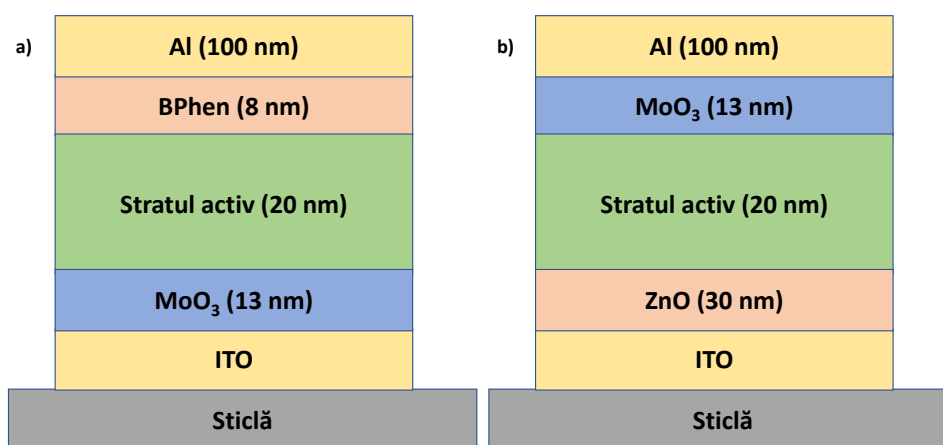 a)
Al (100 nm)
BPhen (8 nm)
Stratul activ (20 nm)
MoO₃ (13 nm)
ITO
Sticlă
b)
Al (100 nm)
MoO₃ (13 nm)
Stratul activ (20 nm)
ZnO (30 nm)
ITO
Sticlă